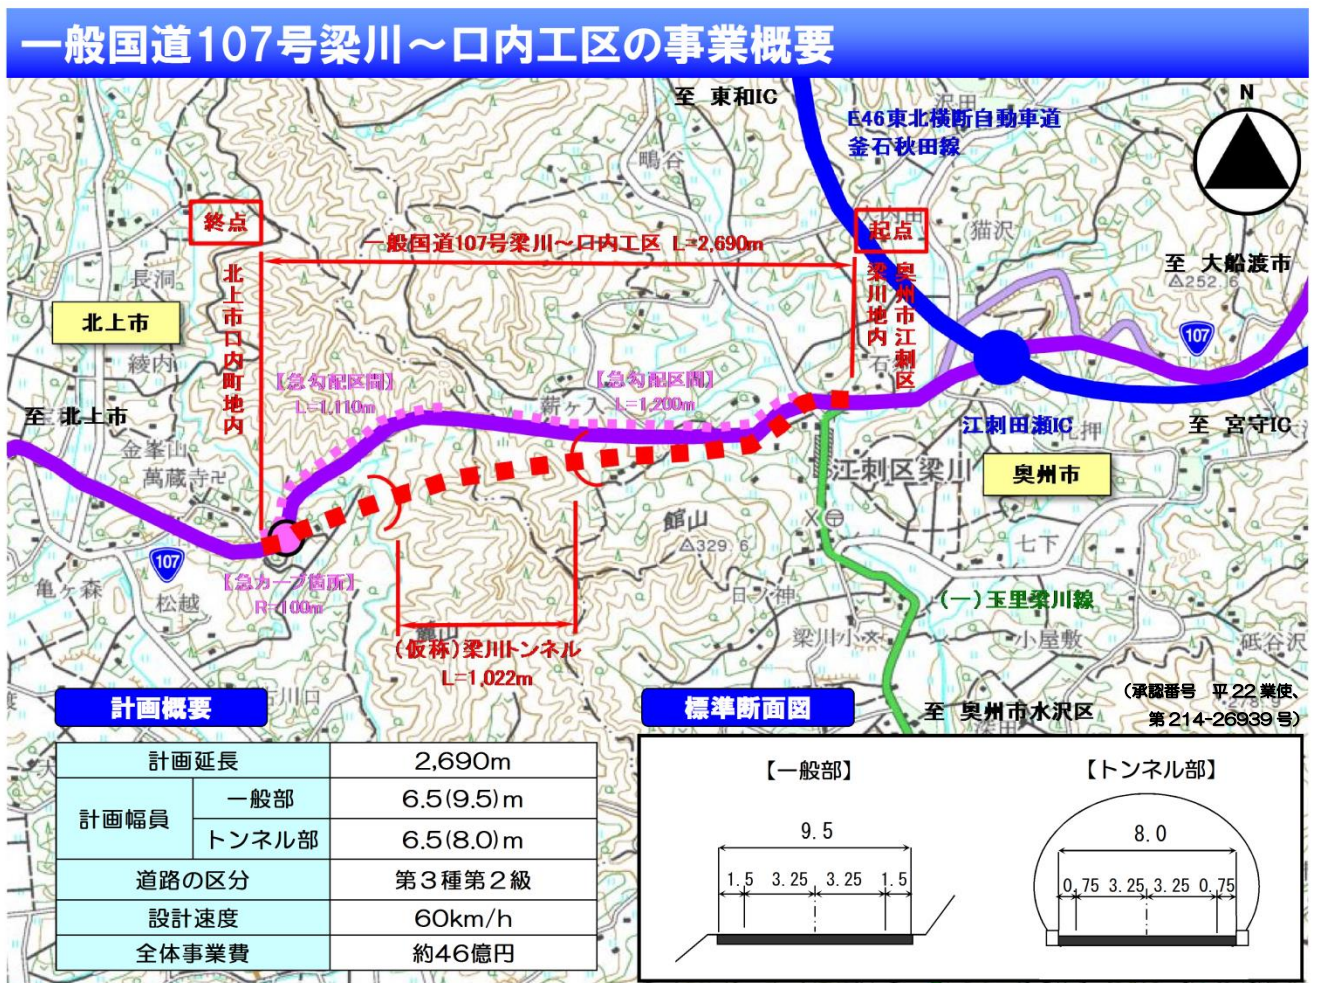 一般国道107号梁川～口内工区の事業概要
至 東和IC
E46東北横断自動車道
釜石秋田線
N
沢田
鴨谷
猫沢
終点
起点
一般国道107号梁川～口内工区 L=2,690m
至 大船渡市
△252.6
長洞
北上市
北上市口内町地内
奥州市江刺区
梁川地内
107
綾内
【急勾配区間】
L=1,110m
【急勾配区間】
L=1,200m
至 北上市
江刺田瀬IC
至 宮守IC
金峯山
萬蔵寺卍
江刺区梁川
奥州市
館山
△329.6
107
七下
亀ヶ森
松越
【急カーブ箇所】
R=100m
日ノ神
(一)玉里梁川線
梁川小
小屋敷
砥谷沢
(仮称)梁川トンネル
L=1,022m
計画概要
標準断面図
至 奥州市水沢区
(承認番号 平22業使、
第214-26939号)
計画延長 2,690m
計画幅員 一般部 6.5(9.5)m
トンネル部 6.5(8.0)m
道路の区分 第3種第2級
設計速度 60km/h
全体事業費 約46億円
【一般部】
9.5
1.5 3.25 3.25 1.5
【トンネル部】
8.0
0.75 3.25 3.25 0.75